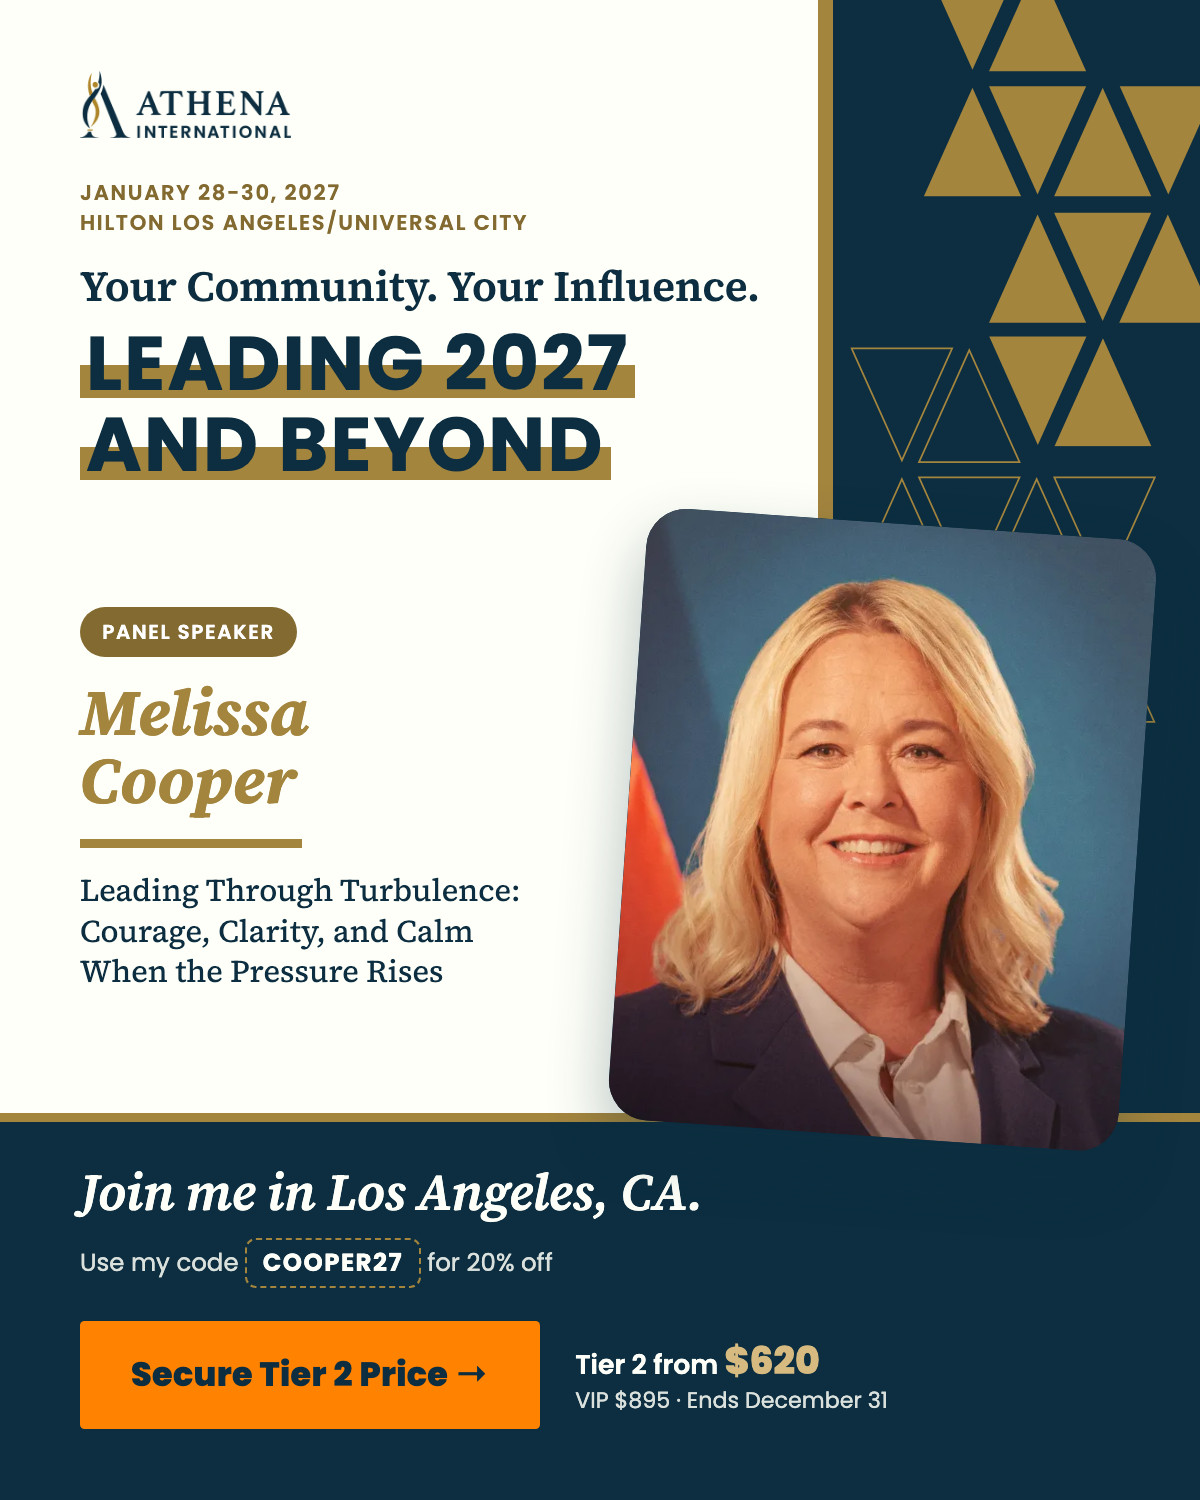 ATHENA
INTERNATIONAL
JANUARY 28-30, 2027
HILTON LOS ANGELES/UNIVERSAL CITY
Your Community. Your Influence.
LEADING 2027
AND BEYOND
PANEL SPEAKER
Melissa
Cooper
Leading Through Turbulence:
Courage, Clarity, and Calm
When the Pressure Rises
Join me in Los Angeles, CA.
Use my code COOPER27 for 20% off
Secure Tier 2 Price →
Tier 2 from $620
VIP $895 · Ends December 31